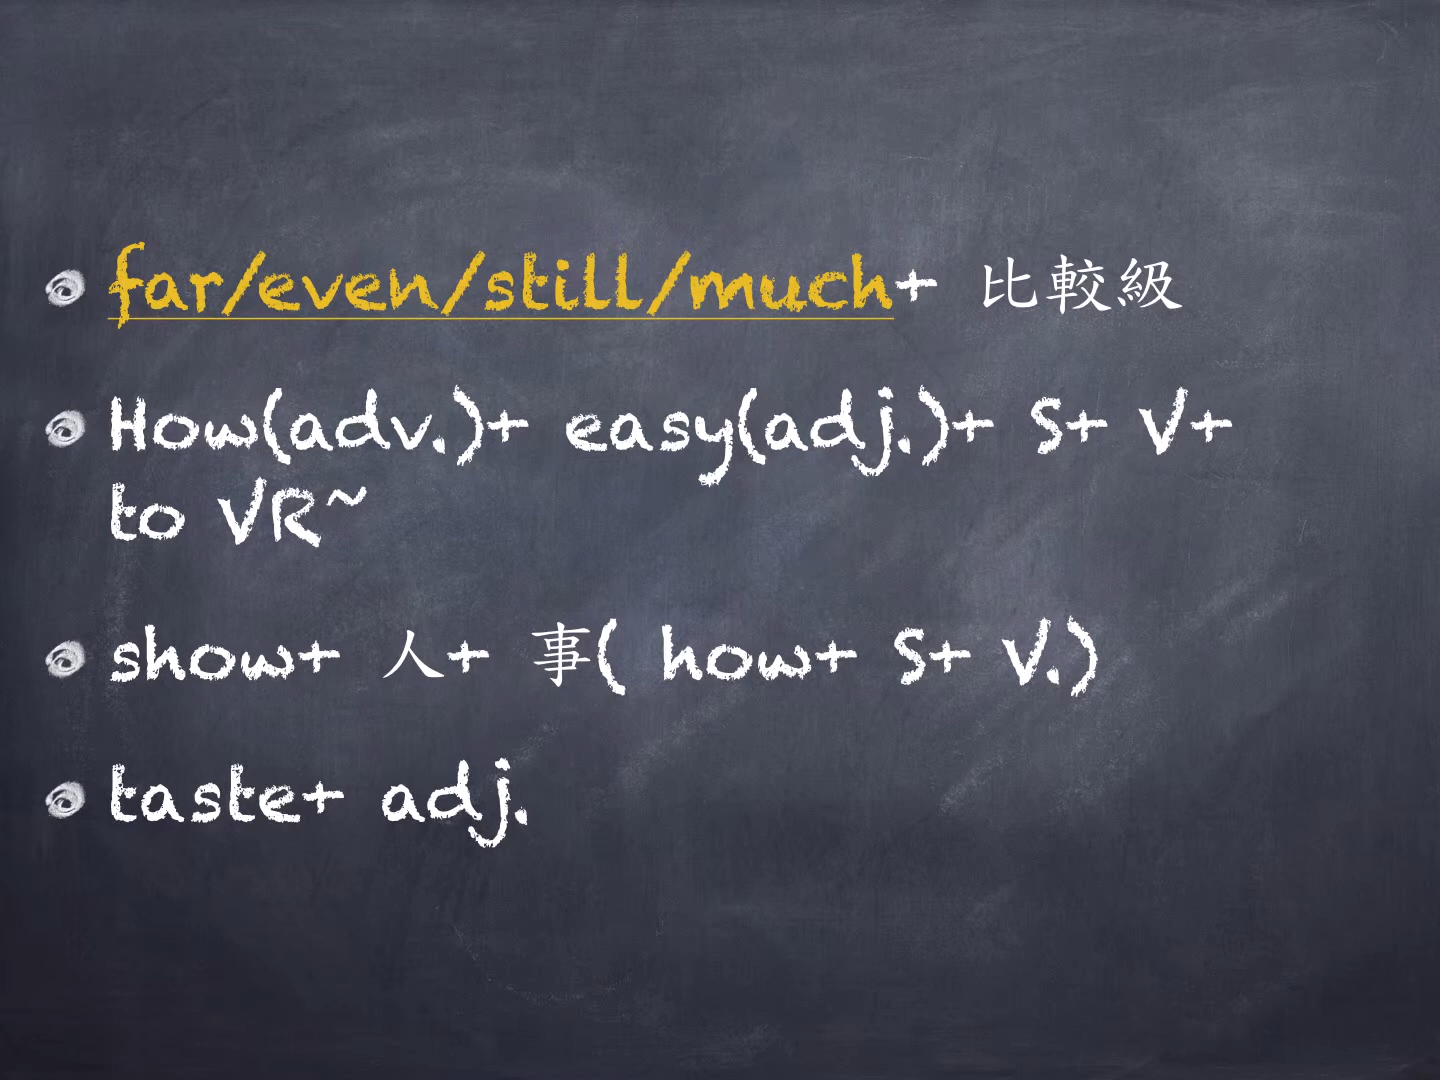 far/even/still/much+ 比較級
How(adv.)+ easy(adj.)+ S+ V+
to VR~
show+ 人+ 事( how+ S+ V.)
taste+ adj.